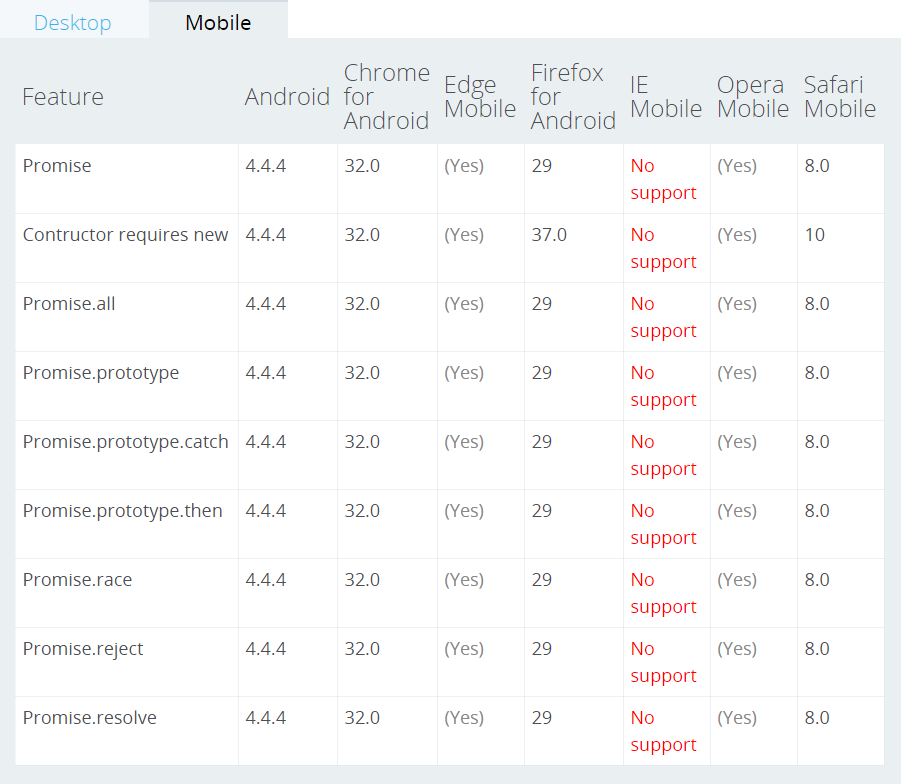 Desktop Mobile
Feature Android Chrome for Android Edge Mobile Firefox for Android IE Mobile Opera Mobile Safari Mobile
Promise 4.4.4 32.0 (Yes) 29 No support (Yes) 8.0
Contructor requires new 4.4.4 32.0 (Yes) 37.0 No support (Yes) 10
Promise.all 4.4.4 32.0 (Yes) 29 No support (Yes) 8.0
Promise.prototype 4.4.4 32.0 (Yes) 29 No support (Yes) 8.0
Promise.prototype.catch 4.4.4 32.0 (Yes) 29 No support (Yes) 8.0
Promise.prototype.then 4.4.4 32.0 (Yes) 29 No support (Yes) 8.0
Promise.race 4.4.4 32.0 (Yes) 29 No support (Yes) 8.0
Promise.reject 4.4.4 32.0 (Yes) 29 No support (Yes) 8.0
Promise.resolve 4.4.4 32.0 (Yes) 29 No support (Yes) 8.0